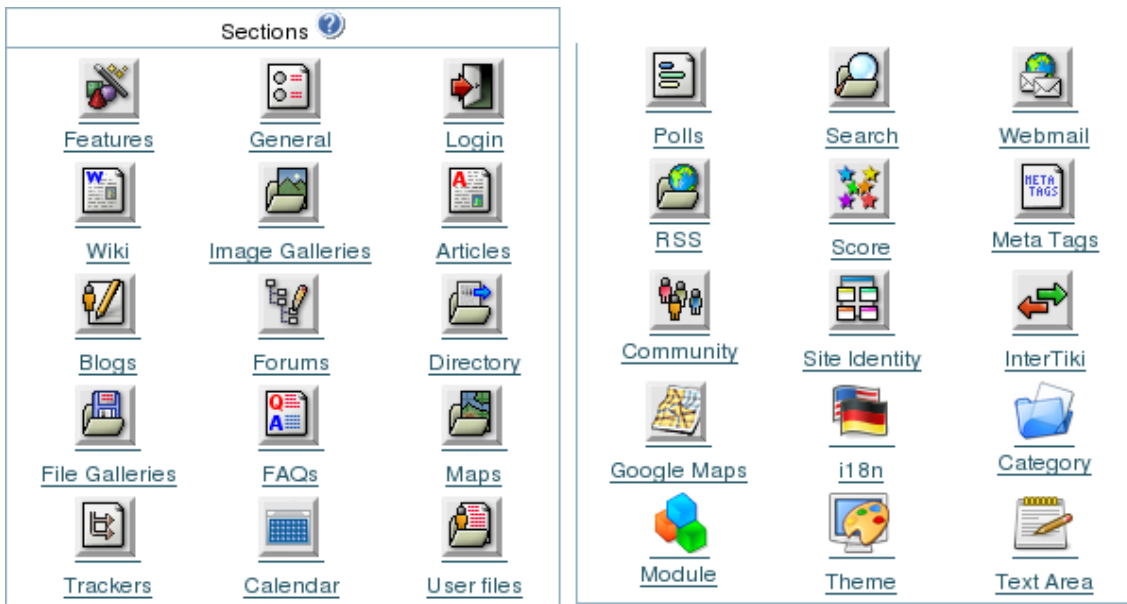 Sections ?
Features General Login
W
A
Wiki Image Galleries Articles
Blogs Forums Directory
Q
A
File Galleries FAQs Maps
Trackers Calendar User files
Polls Search Webmail
META
TAGS
RSS Score Meta Tags
Community Site Identity InterTiki
Google Maps i18n Category
Module Theme Text Area